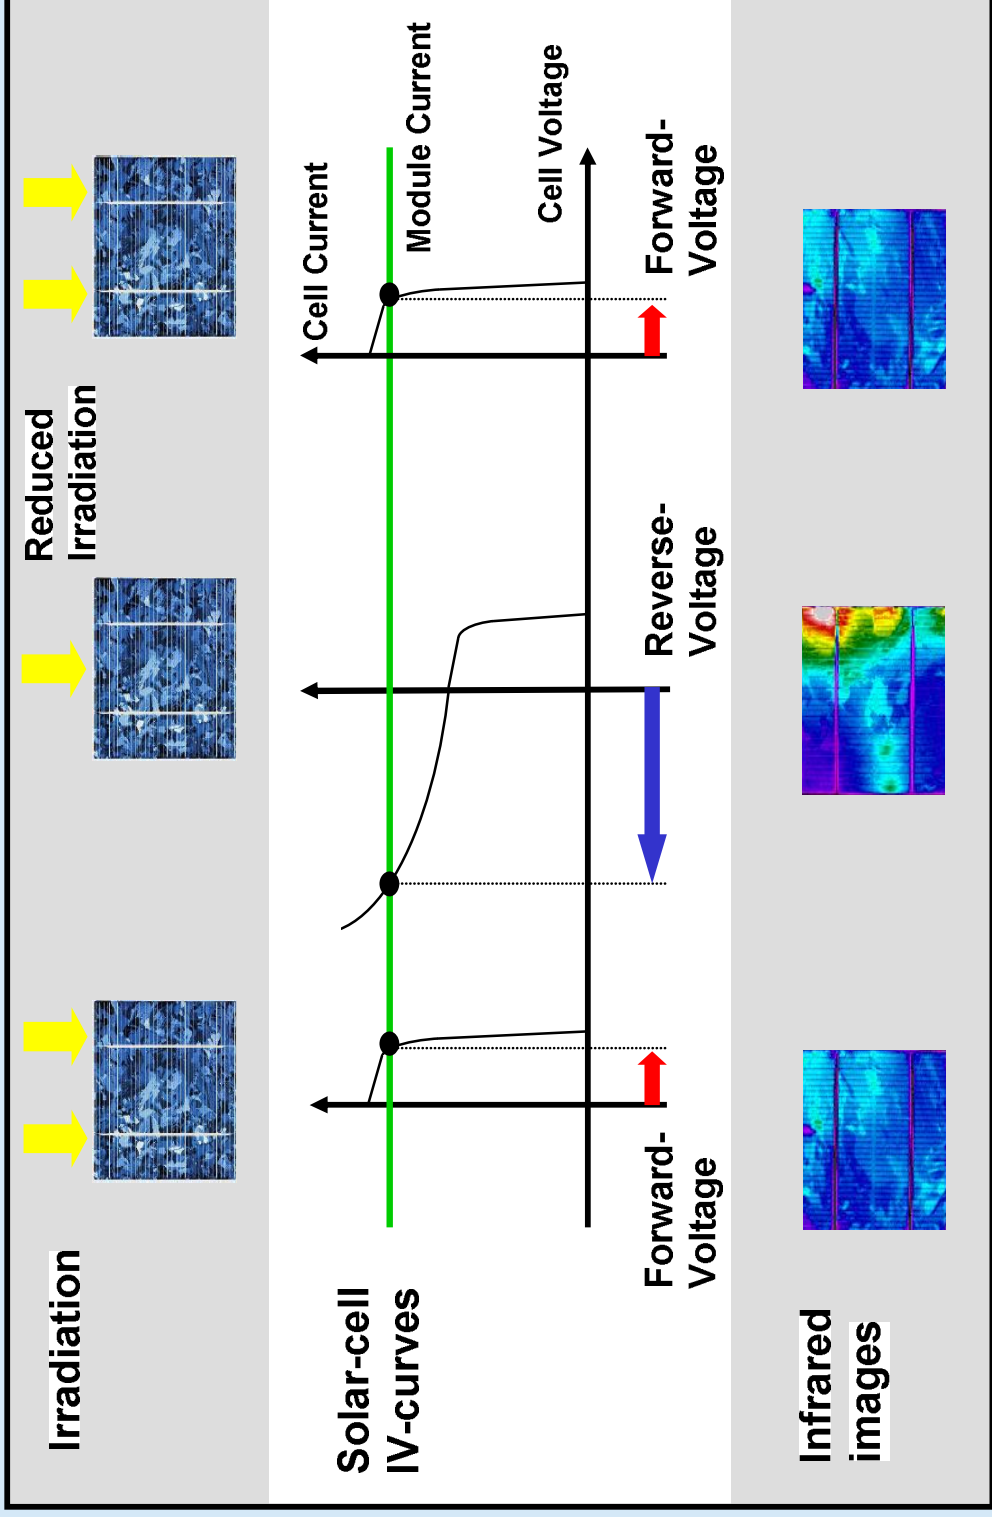 Irradiation
Reduced
Irradiation
Solar-cell
IV-curves
Cell Current
Module Current
Cell Voltage
Forward-
Voltage
Reverse-
Voltage
Forward-
Voltage
Infrared
images